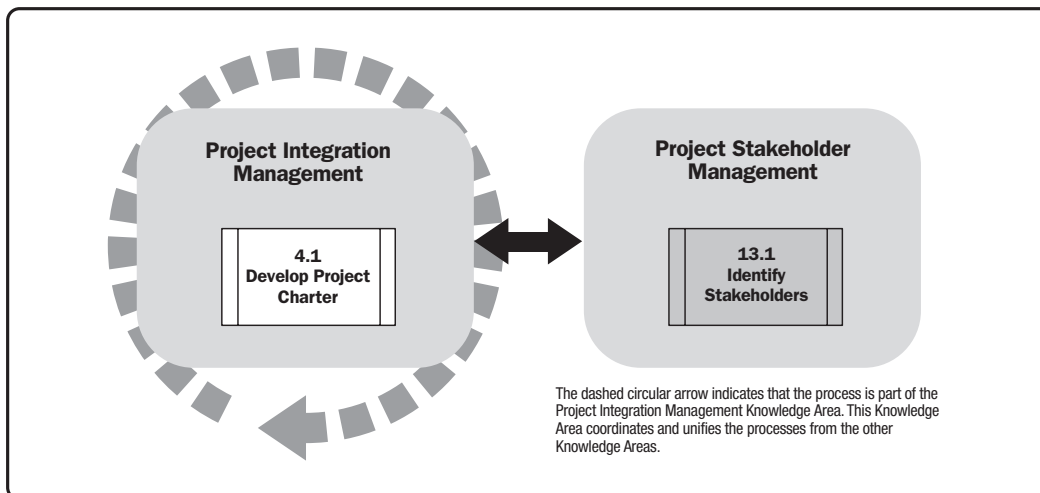 Project Integration
Management
4.1
Develop Project
Charter
Project Stakeholder
Management
13.1
Identify
Stakeholders
The dashed circular arrow indicates that the process is part of the
Project Integration Management Knowledge Area. This Knowledge
Area coordinates and unifies the processes from the other
Knowledge Areas.